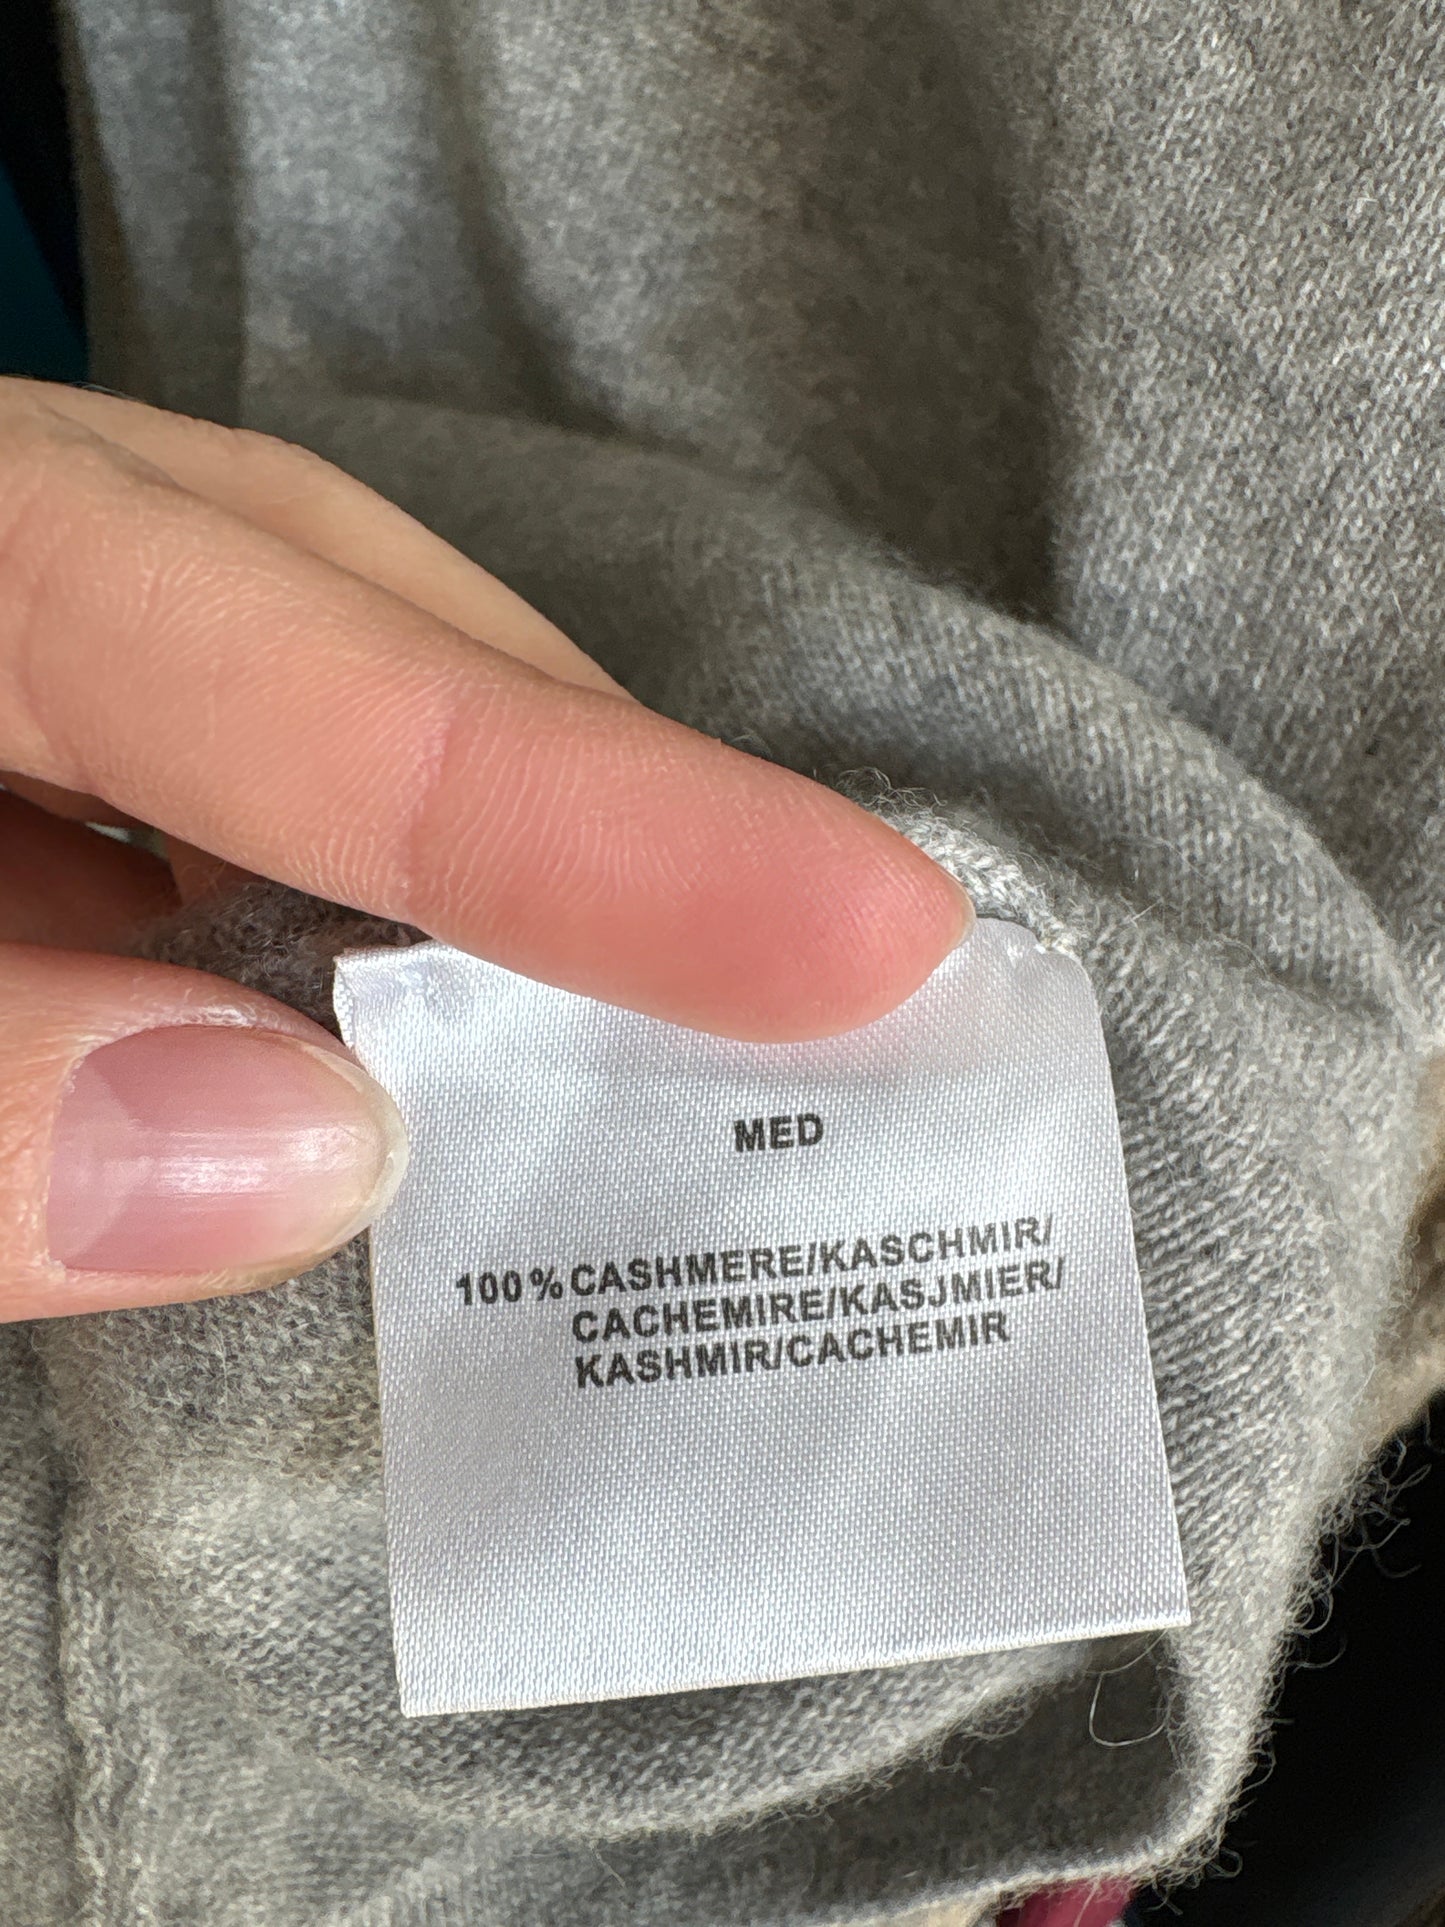 MED
100%CASHMERE/KASCHMIR/
CACHEMIRE/KASJMIER/
KASHMIR/CACHEMIR